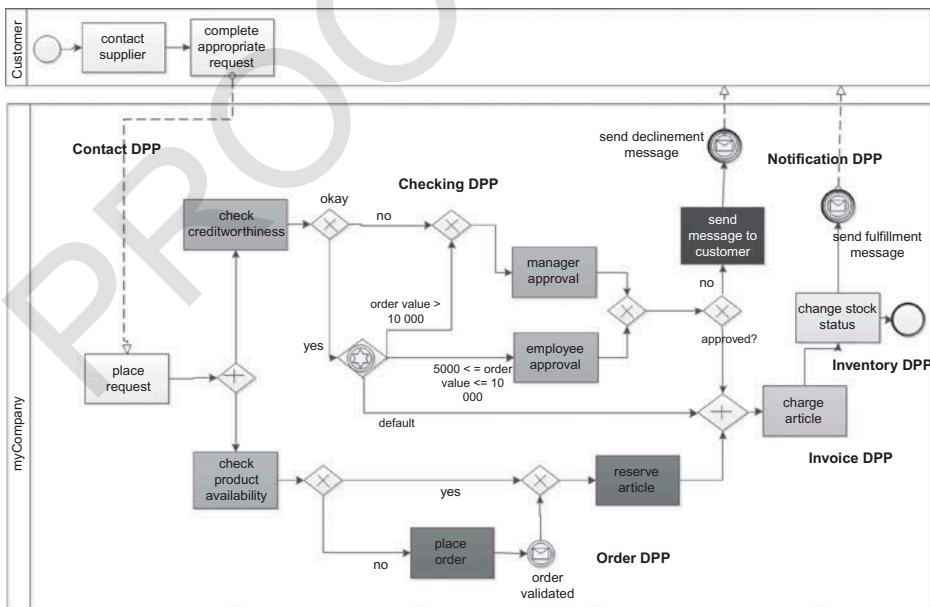 Customer
contact
supplier
complete
appropriate
request
PROO
myCompany
Contact DPP
place
request
check
creditworthiness
okay
no
yes
Checking DPP
order value >
10 000
5000 < = order
value <= 10
000
default
manager
approval
employee
approval
send declinement
message
send
message to
customer
no
approved?
Notification DPP
send fulfillment
message
change stock
status
Inventory DPP
charge
article
Invoice DPP
check
product
availability
yes
no
place
order
order
validated
reserve
article
Order DPP